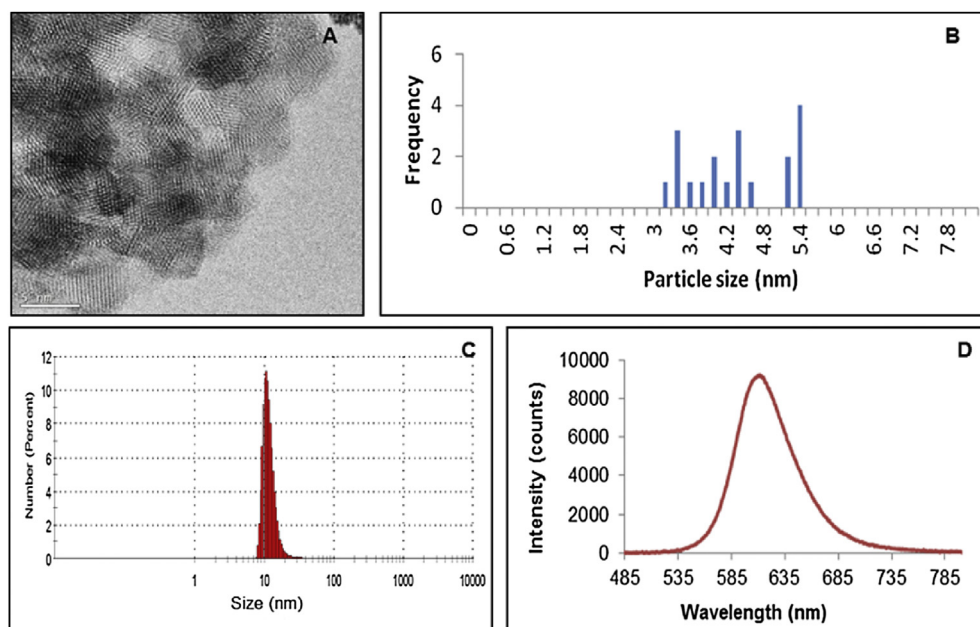 A
5 nm
B
Frequency
6
4
2
0
0 0.6 1.2 1.8 2.4 3 3.6 4.2 4.8 5.4 6 6.6 7.2 7.8
Particle size (nm)
C
Number (Percent)
12
10
8
6
4
2
0
1 10 100 1000 10000
Size (nm)
D
Intensity (counts)
10000
8000
6000
4000
2000
0
485 535 585 635 685 735 785
Wavelength (nm)